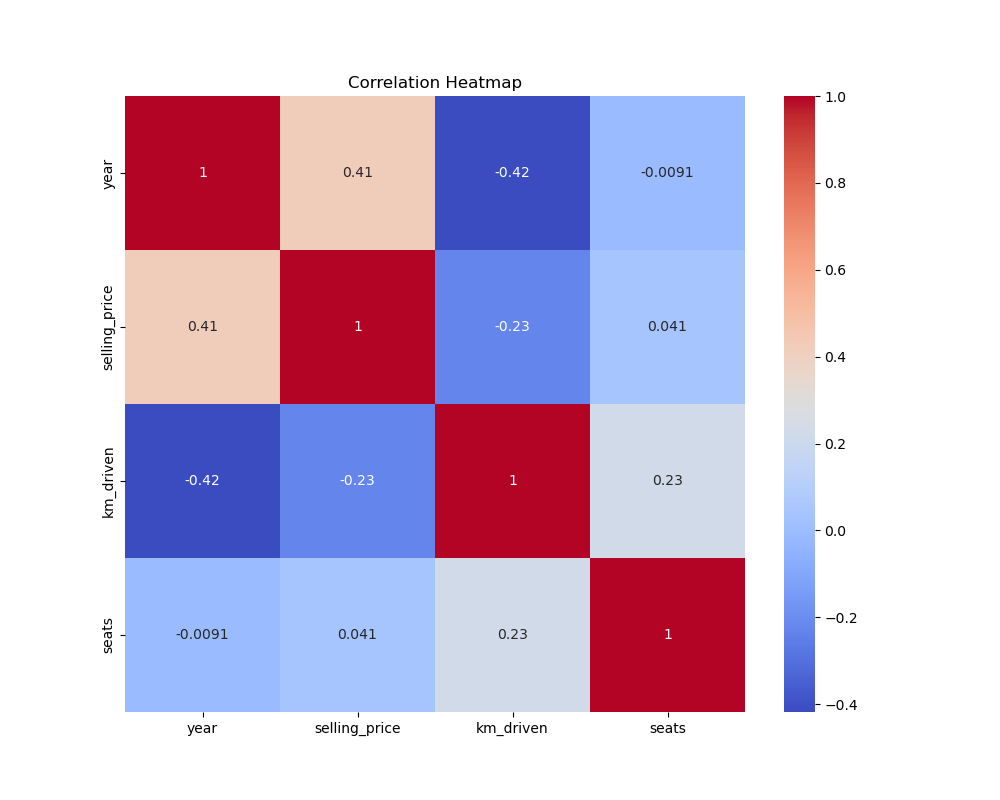 Correlation Heatmap
year
1
0.41
-0.42
-0.0091
selling_price
0.41
1
-0.23
0.041
km_driven
-0.42
-0.23
1
0.23
seats
-0.0091
0.041
0.23
1
year
selling_price
km_driven
seats
1.0
0.8
0.6
0.4
0.2
0.0
−0.2
−0.4